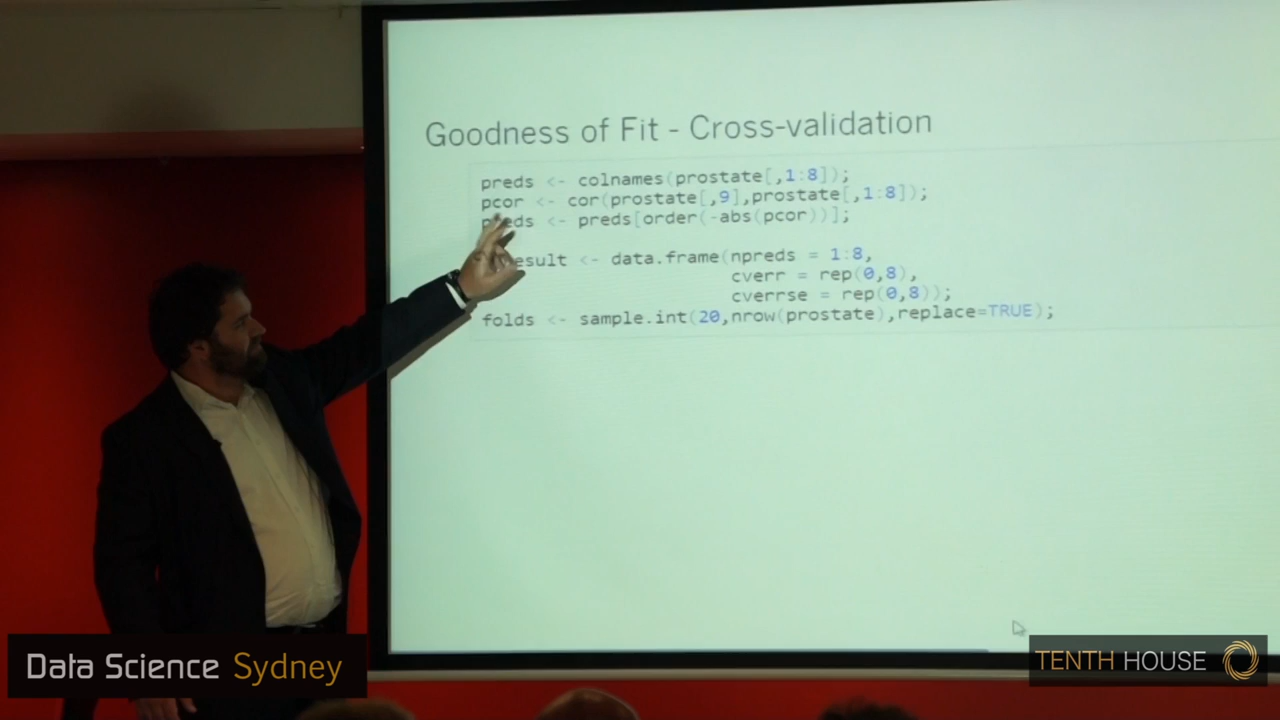 Goodness of Fit - Cross-validation
preds <- colnames(prostate[,1:8]);
pcor <- cor(prostate[,9],prostate[,1:8]);
preds <- preds[order(-abs(pcor))];
result <- data.frame(npreds = 1:8,
cverr = rep(0,8),
cverrse = rep(0,8));
folds <- sample.int(20,nrow(prostate),replace=TRUE);
Data Science Sydney
TENTH HOUSE